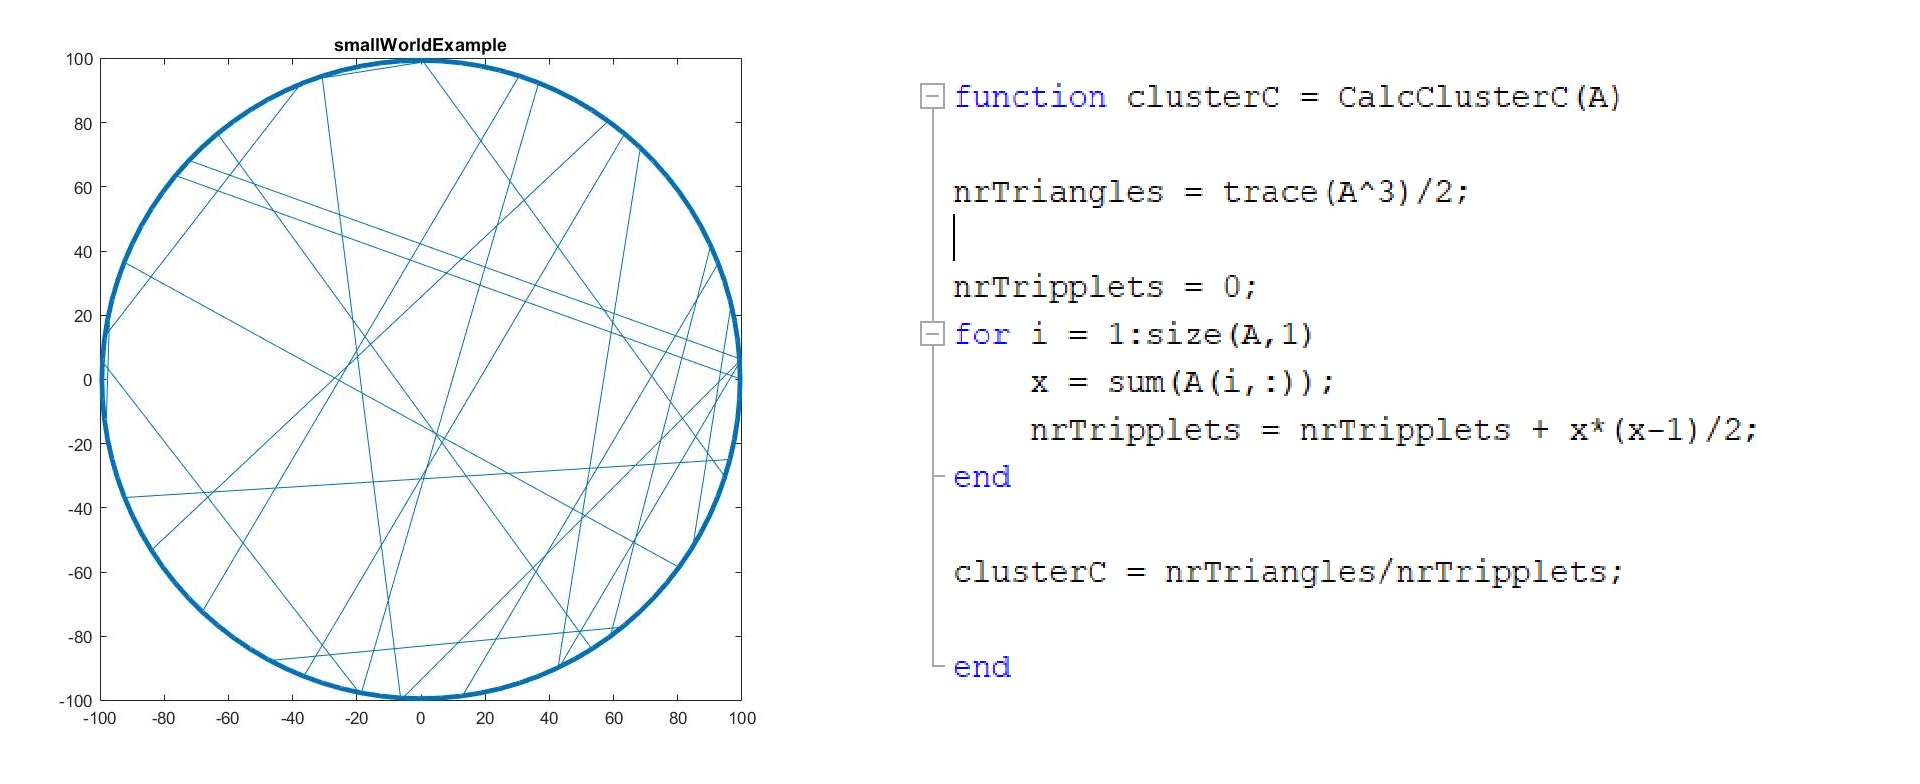 smallWorldExample
100
80
60
40
20
0
-20
-40
-60
-80
-100
-100 -80 -60 -40 -20 0 20 40 60 80 100
function clusterC = CalcClusterC(A)
nrTriangles = trace(A^3)/2;
nrTripplets = 0;
for i = 1:size(A,1)
x = sum(A(i,:));
nrTripplets = nrTripplets + x*(x-1)/2;
end
clusterC = nrTriangles/nrTripplets;
end